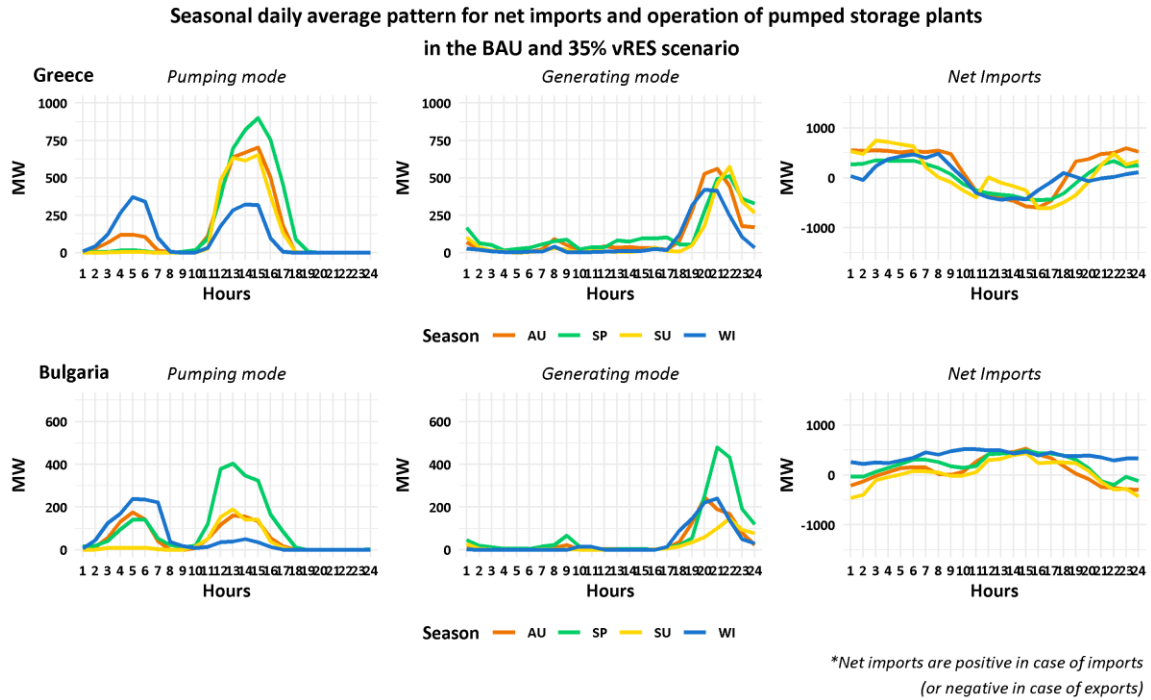 Seasonal daily average pattern for net imports and operation of pumped storage plants
in the BAU and 35% vRES scenario
Greece
Pumping mode
Generating mode
Net Imports
1000
750
500
250
0
MW
1 2 3 4 5 6 7 8 9 10 11 12 13 14 15 16 17 18 19 20 21 22 23 24
Hours
1000
750
500
250
0
MW
1 2 3 4 5 6 7 8 9 10 11 12 13 14 15 16 17 18 19 20 21 22 23 24
Hours
1000
0
-1000
MW
1 2 3 4 5 6 7 8 9 10 11 12 13 14 15 16 17 18 19 20 21 22 23 24
Hours
Season AU SP SU WI
Bulgaria
Pumping mode
Generating mode
Net Imports
600
400
200
0
MW
1 2 3 4 5 6 7 8 9 10 11 12 13 14 15 16 17 18 19 20 21 22 23 24
Hours
600
400
200
0
MW
1 2 3 4 5 6 7 8 9 10 11 12 13 14 15 16 17 18 19 20 21 22 23 24
Hours
1000
0
-1000
MW
1 2 3 4 5 6 7 8 9 10 11 12 13 14 15 16 17 18 19 20 21 22 23 24
Hours
Season AU SP SU WI
*Net imports are positive in case of imports
(or negative in case of exports)